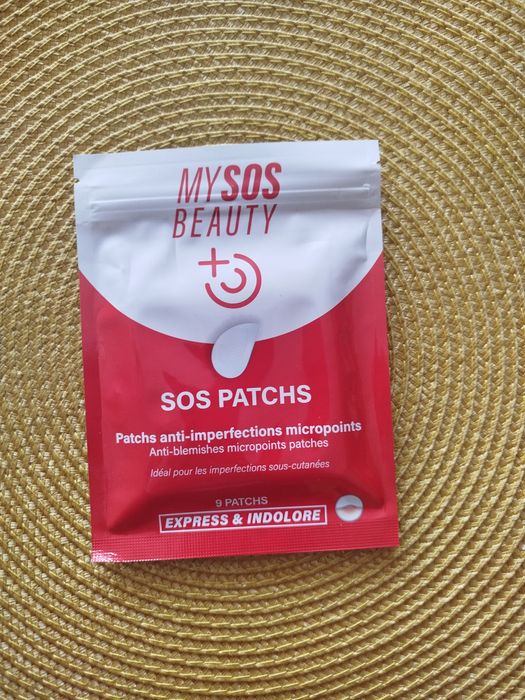 MYSOS
BEAUTY
SOS PATCHS
Patchs anti-imperfections micropoints
Anti-blemishes micropoints patches
Idéal pour les imperfections sous-cutanées
9 PATCHS
EXPRESS & INDOLORE